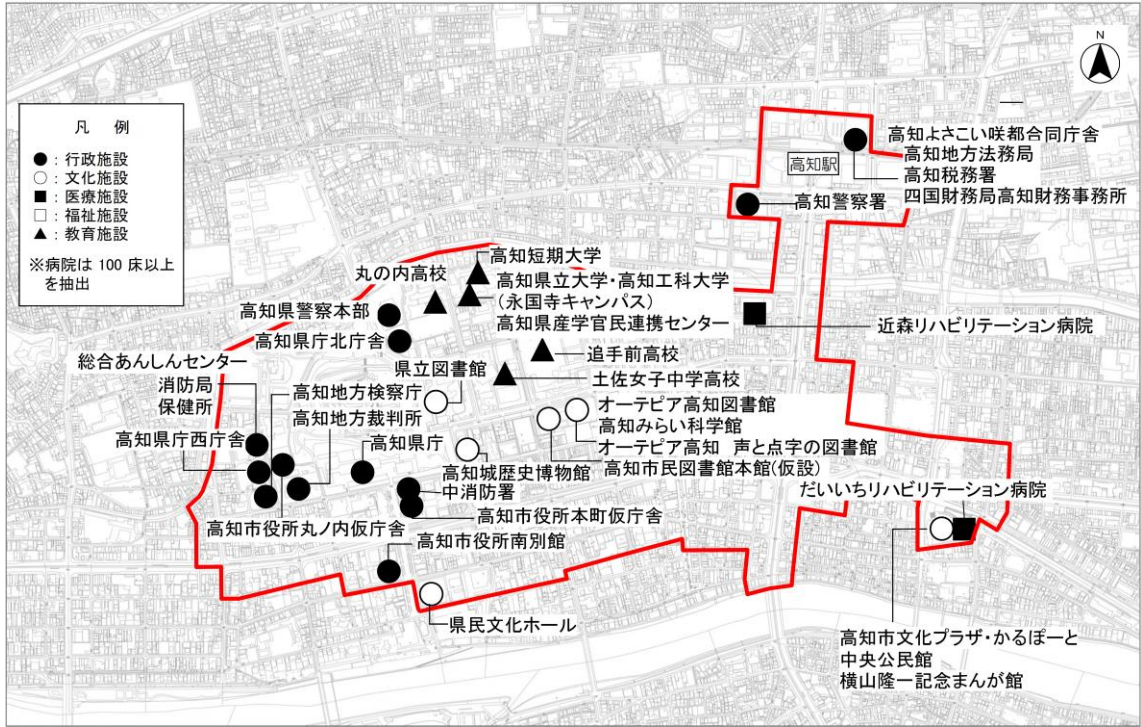 N
凡 例
●：行政施設
○：文化施設
■：医療施設
□：福祉施設
▲：教育施設
※病院は 100 床以上
を抽出
高知駅
高知よさこい咲都合同庁舎
高知地方法務局
高知税務署
四国財務局高知財務事務所
高知警察署
高知短期大学
丸の内高校
高知県立大学・高知工科大学
(永国寺キャンパス)
高知県産学官民連携センター
高知県警察本部
高知県庁北庁舎
近森リハビリテーション病院
追手前高校
土佐女子中学高校
総合あんしんセンター
消防局
保健所
県立図書館
高知地方検察庁
高知地方裁判所
オーテピア高知図書館
高知みらい科学館
オーテピア高知 声と点字の図書館
高知市民図書館本館(仮設)
高知県庁西庁舎
高知県庁
高知城歴史博物館
中消防署
だいいちリハビリテーション病院
高知市役所本町仮庁舎
高知市役所丸ノ内仮庁舎
高知市役所南別館
県民文化ホール
高知市文化プラザ・かるぽーと
中央公民館
横山隆一記念まんが館